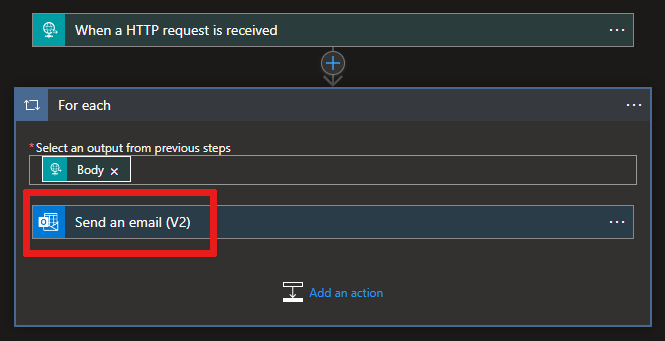 When a HTTP request is received
For each
*Select an output from previous steps
Body ×
Send an email (V2)
Add an action